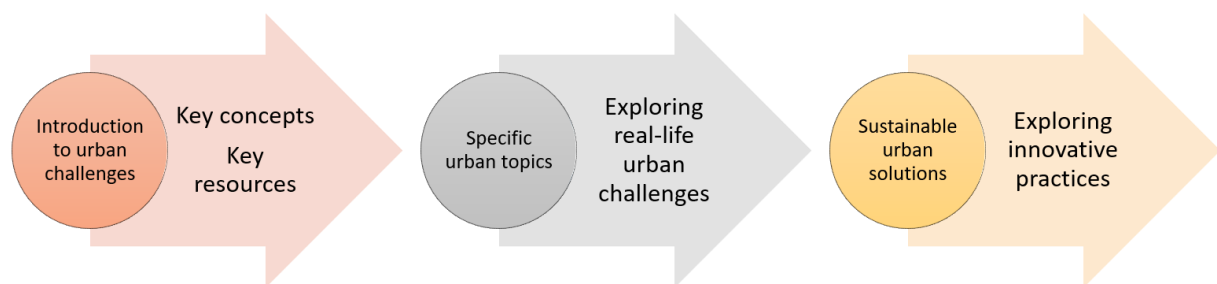 Introduction
to urban
challenges
Key concepts
Key
resources
Specific
urban topics
Exploring
real-life
urban
challenges
Sustainable
urban
solutions
Exploring
innovative
practices